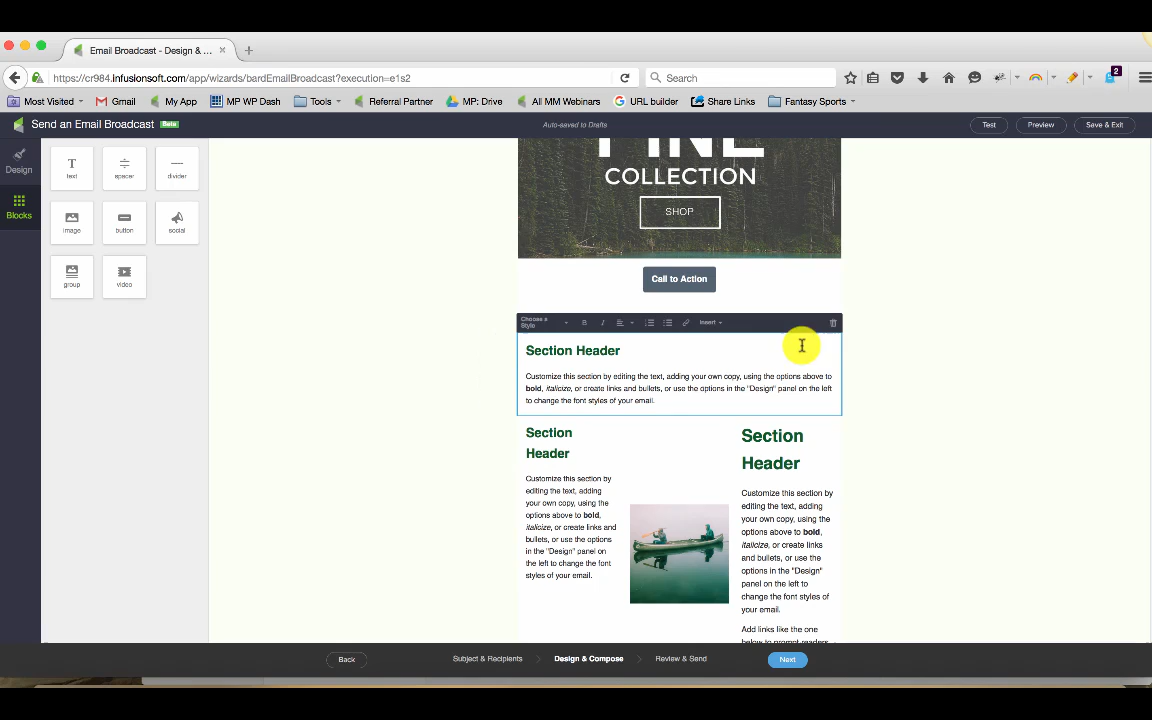 Email Broadcast - Design & ...
https://cr984.infusionsoft.com/app/wizards/bardEmailBroadcast?execution=e1s2
Search
2
Most Visited
Gmail
My App
MP WP Dash
Tools
Referral Partner
MP: Drive
All MM Webinars
URL builder
Share Links
Fantasy Sports
Send an Email Broadcast Beta
Auto-saved to Drafts
Test
Preview
Save & Exit
Design
Blocks
text
spacer
divider
image
button
social
group
video
FINE
COLLECTION
SHOP
Call to Action
Choose a
Style
B
I
Insert
Section Header
Customize this section by editing the text, adding your own copy, using the options above to
bold, italicize, or create links and bullets, or use the options in the "Design" panel on the left
to change the font styles of your email.
Section
Header
Customize this section by
editing the text, adding
your own copy, using the
options above to bold,
italicize, or create links and
bullets, or use the options
in the "Design" panel on
the left to change the font
styles of your email.
Section
Header
Customize this section by
editing the text, adding
your own copy, using the
options above to bold,
italicize, or create links
and bullets, or use the
options in the "Design"
panel on the left to
change the font styles of
your email.
Add links like the one
below to prompt readers
Back
Subject & Recipients
Design & Compose
Review & Send
Next